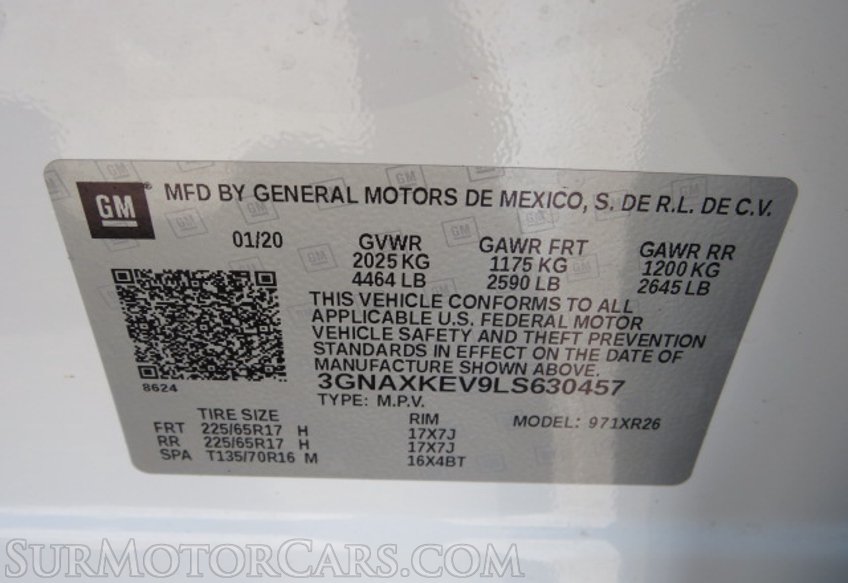 GM
MFD BY GENERAL MOTORS DE MEXICO, S. DE R.L. DE C.V.
01/20 GVWR GAWR FRT GAWR RR
2025 KG 1175 KG 1200 KG
4464 LB 2590 LB 2645 LB
THIS VEHICLE CONFORMS TO ALL
APPLICABLE U.S. FEDERAL MOTOR
VEHICLE SAFETY AND THEFT PREVENTION
STANDARDS IN EFFECT ON THE DATE OF
MANUFACTURE SHOWN ABOVE.
8624
3GNAXKEV9LS630457
TYPE: M.P.V.
MODEL: 971XR26
TIRE SIZE RIM
FRT 225/65R17 H 17X7J
RR 225/65R17 H 17X7J
SPA T135/70R16 M 16X4BT
SURMOTORCARS.COM